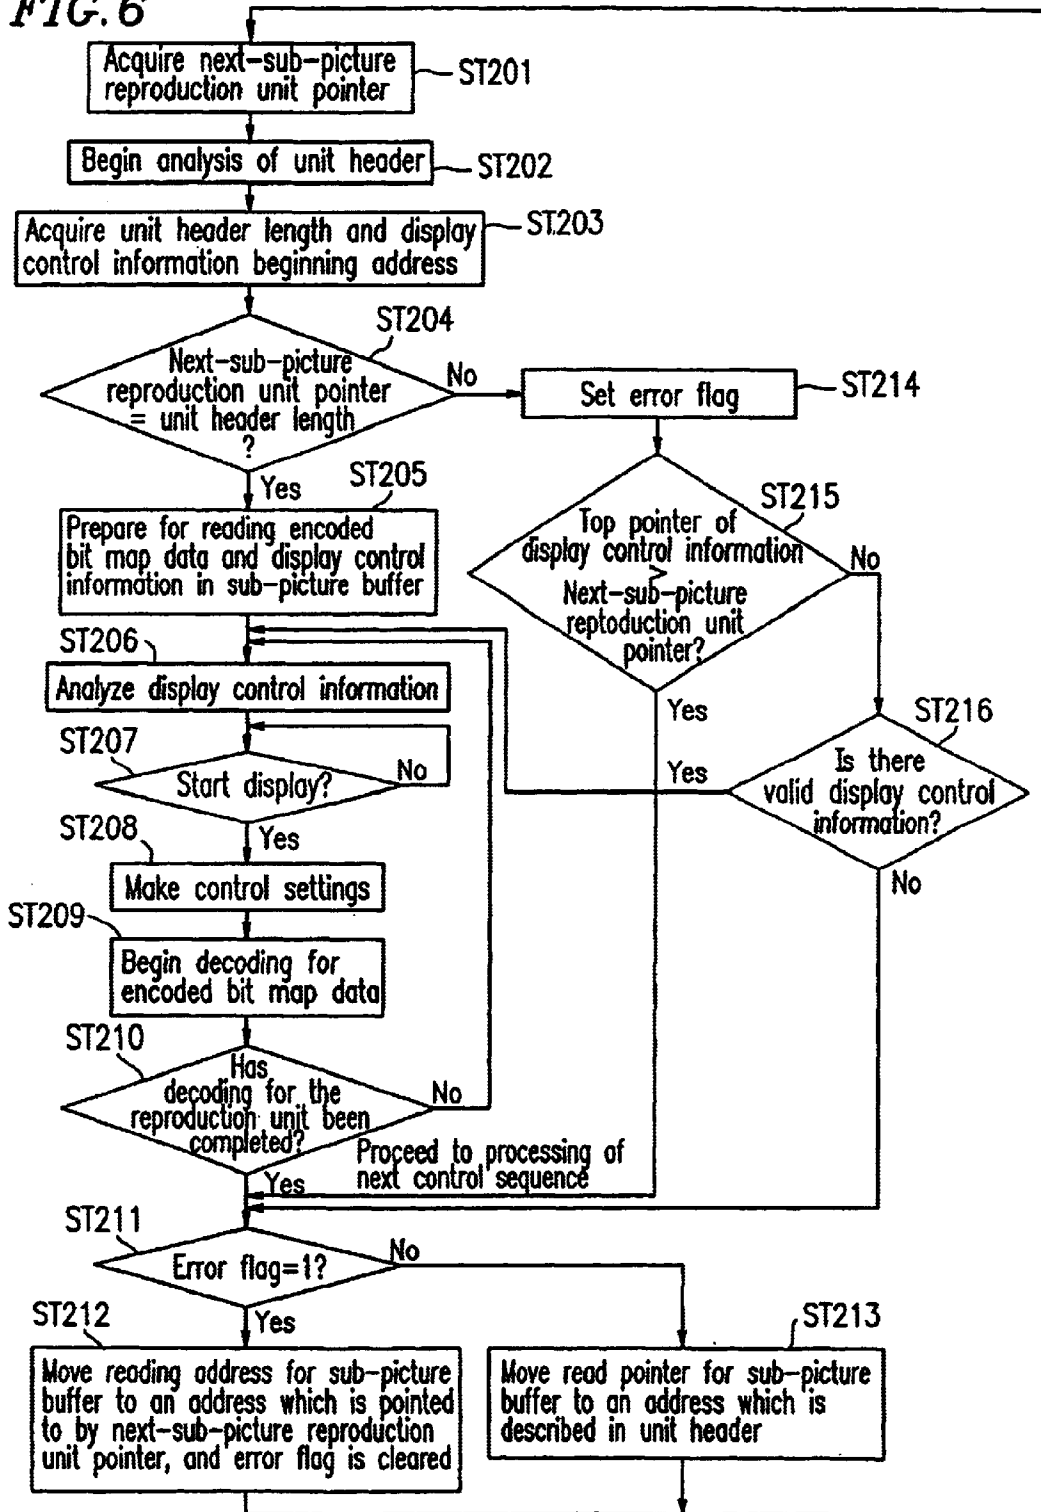 FIG. 6
Acquire next-sub-picture
reproduction unit pointer
ST201
Begin analysis of unit header
ST202
Acquire unit header length and display
control information beginning address
ST203
ST204
Next-sub-picture
reproduction unit pointer
= unit header length
?
No
Yes
Set error flag
ST214
ST205
Prepare for reading encoded
bit map data and display control
information in sub-picture buffer
ST215
Top pointer of
display control information
>
Next-sub-picture
reptoduction unit
pointer?
No
Yes
ST206
Analyze display control information
ST207
Start display?
No
Yes
ST216
Is there
valid display control
information?
Yes
No
ST208
Make control settings
ST209
Begin decoding for
encoded bit map data
ST210
Has
decoding for the
reproduction unit been
completed?
No
Yes
Proceed to processing of
next control sequence
ST211
Error flag=1?
No
Yes
ST212
Move reading address for sub-picture
buffer to an address which is pointed
to by next-sub-picture reproduction
unit pointer, and error flag is cleared
ST213
Move read pointer for sub-picture
buffer to an address which is
described in unit header